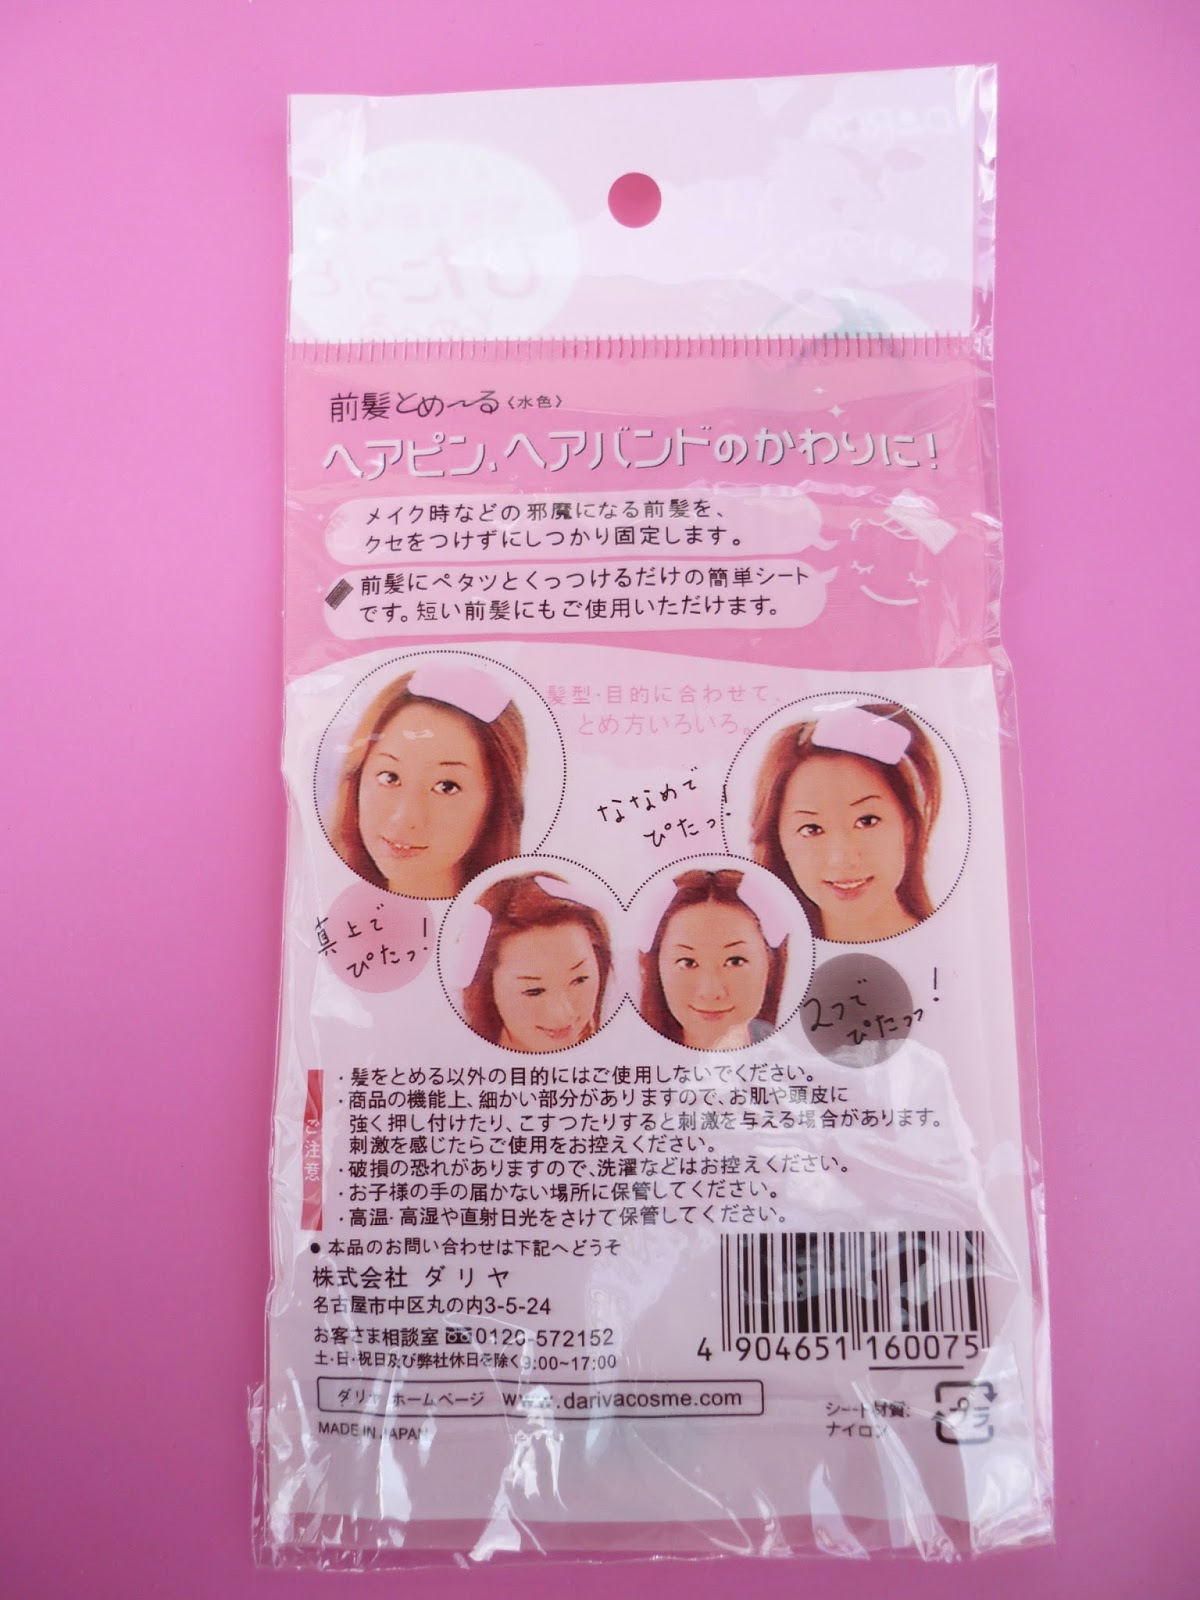 前髪とめ〜る〈水色〉
ヘアピン、ヘアバンドのかわりに!
メイク時などの邪魔になる前髪を、
クセをつけずにしっかり固定します。
前髪にペタッとくっつけるだけの簡単シート
です。短い前髪にもご使用いただけます。
髪型・目的に合わせて、
とめ方いろいろ。
ななめで
ぴたっ!
真上で
ぴたっ!
2つで
ぴたっっ!
ご注意
・髪をとめる以外の目的にはご使用しないでください。
・商品の機能上、細かい部分がありますので、お肌や頭皮に
強く押し付けたり、こすったりすると刺激を与える場合があります。
刺激を感じたらご使用をお控えください。
・破損の恐れがありますので、洗濯などはお控えください。
・お子様の手の届かない場所に保管してください。
・高温・高湿や直射日光をさけて保管してください。
●本品のお問い合わせは下記へどうぞ
株式会社 ダリヤ
名古屋市中区丸の内3-5-24
お客さま相談室 0120-572152
土・日・祝日及び弊社休日を除く9:00~17:00
ダリヤ ホームページ www.dariyacosme.com
MADE IN JAPAN
4 904651 160075
シート材質:
ナイロン
プラ